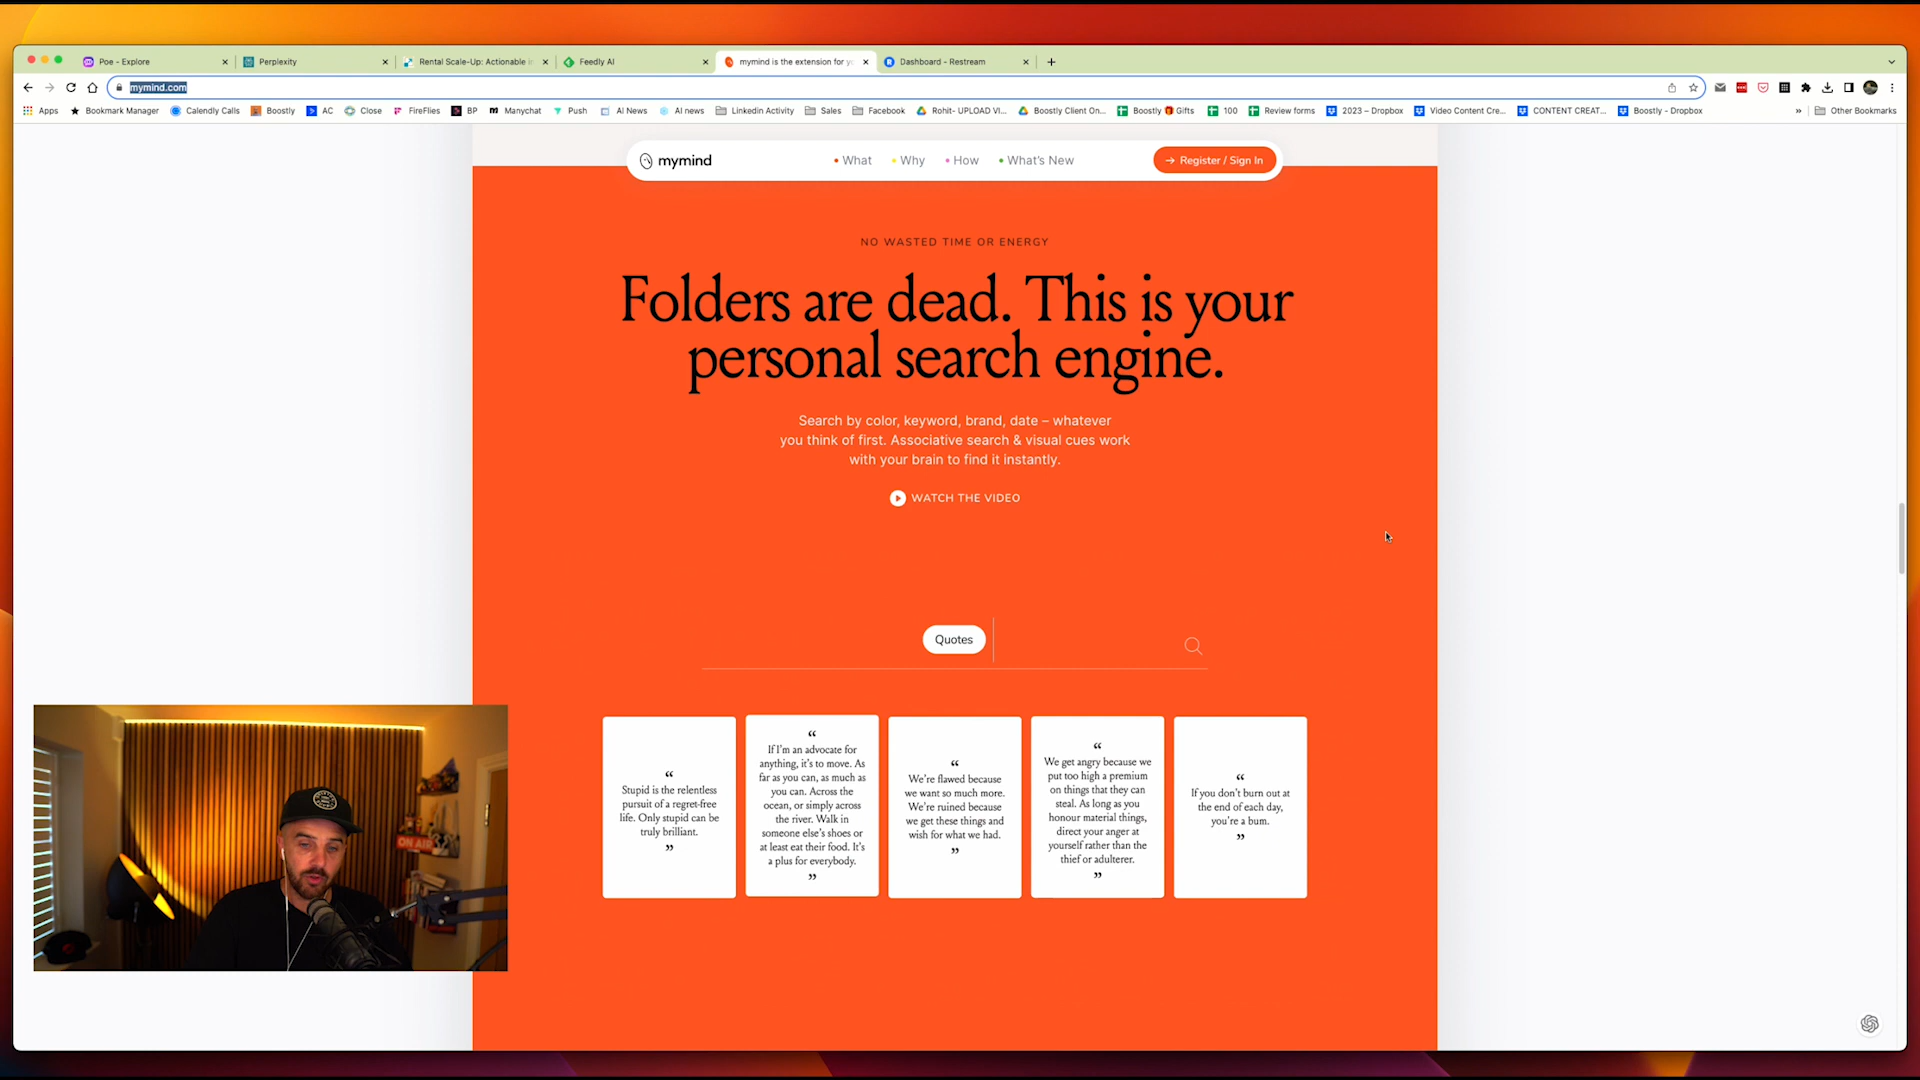 Poe - Explore
Perplexity
Rental Scale-Up: Actionable i
Feedly AI
mymind is the extension for yo
Dashboard - Restream
mymind.com
Apps
Bookmark Manager
Calendly Calls
Boostly
AC
Close
FireFlies
BP
Manychat
Push
AI News
AI news
Linkedin Activity
Sales
Facebook
Rohit- UPLOAD VI...
Boostly Client On...
Boostly 🎁 Gifts
100
Review forms
2023 – Dropbox
Video Content Cre...
CONTENT CREAT...
Boostly - Dropbox
»
Other Bookmarks
mymind
• What
• Why
• How
• What's New
→ Register / Sign In
NO WASTED TIME OR ENERGY
Folders are dead. This is your
personal search engine.
Search by color, keyword, brand, date – whatever
you think of first. Associative search & visual cues work
with your brain to find it instantly.
WATCH THE VIDEO
Quotes
“
Stupid is the relentless
pursuit of a regret-free
life. Only stupid can be
truly brilliant.
”
“
If I'm an advocate for
anything, it's to move. As
far as you can, as much as
you can. Across the
ocean, or simply across
the river. Walk in
someone else's shoes or
at least eat their food. It's
a plus for everybody.
”
“
We're flawed because
we want so much more.
We're ruined because
we get these things and
wish for what we had.
”
“
We get angry because we
put too high a premium
on things that they can
steal. As long as you
honour material things,
direct your anger at
yourself rather than the
thief or adulterer.
”
“
If you don't burn out at
the end of each day,
you're a bum.
”
ON AIR